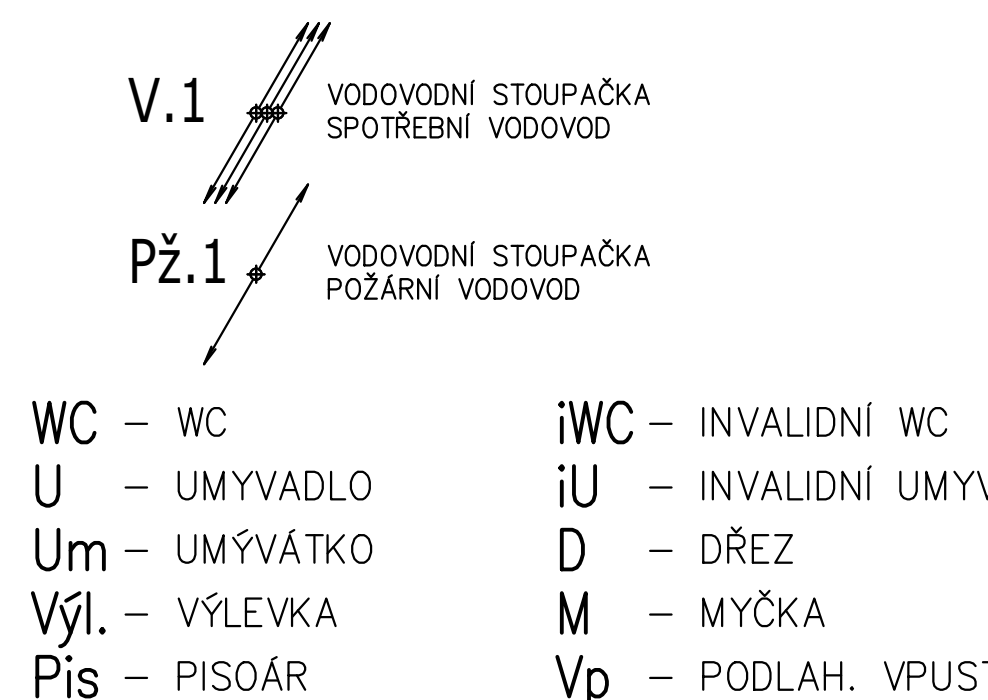 V.1 VODOVODNÍ STOUPAČKA
SPOTŘEBNÍ VODOVOD
Pž.1 VODOVODNÍ STOUPAČKA
POŽÁRNÍ VODOVOD
WC – WC
U – UMYVADLO
Um – UMÝVÁTKO
Výl. – VÝLEVKA
Pis – PISOÁR
iWC – INVALIDNÍ WC
iU – INVALIDNÍ
D – DŘEZ
M – MYČKA
Vp – PODLAH. VPUST